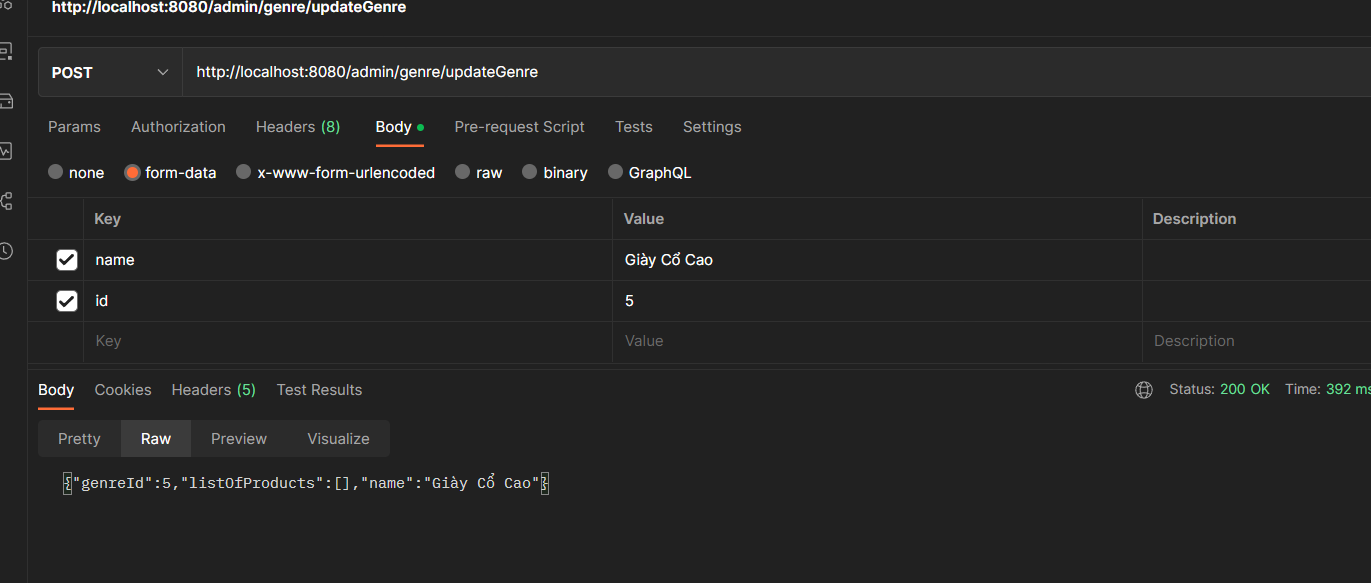 http://localhost:8080/admin/genre/updateGenre
POST http://localhost:8080/admin/genre/updateGenre
Params Authorization Headers (8) Body Pre-request Script Tests Settings
none form-data x-www-form-urlencoded raw binary GraphQL
Key Value Description
name Giày Cổ Cao
id 5
Key Value Description
Body Cookies Headers (5) Test Results Status: 200 OK Time: 392 ms
Pretty Raw Preview Visualize
{"genreId":5,"listOfProducts":[],"name":"Giày Cổ Cao"}